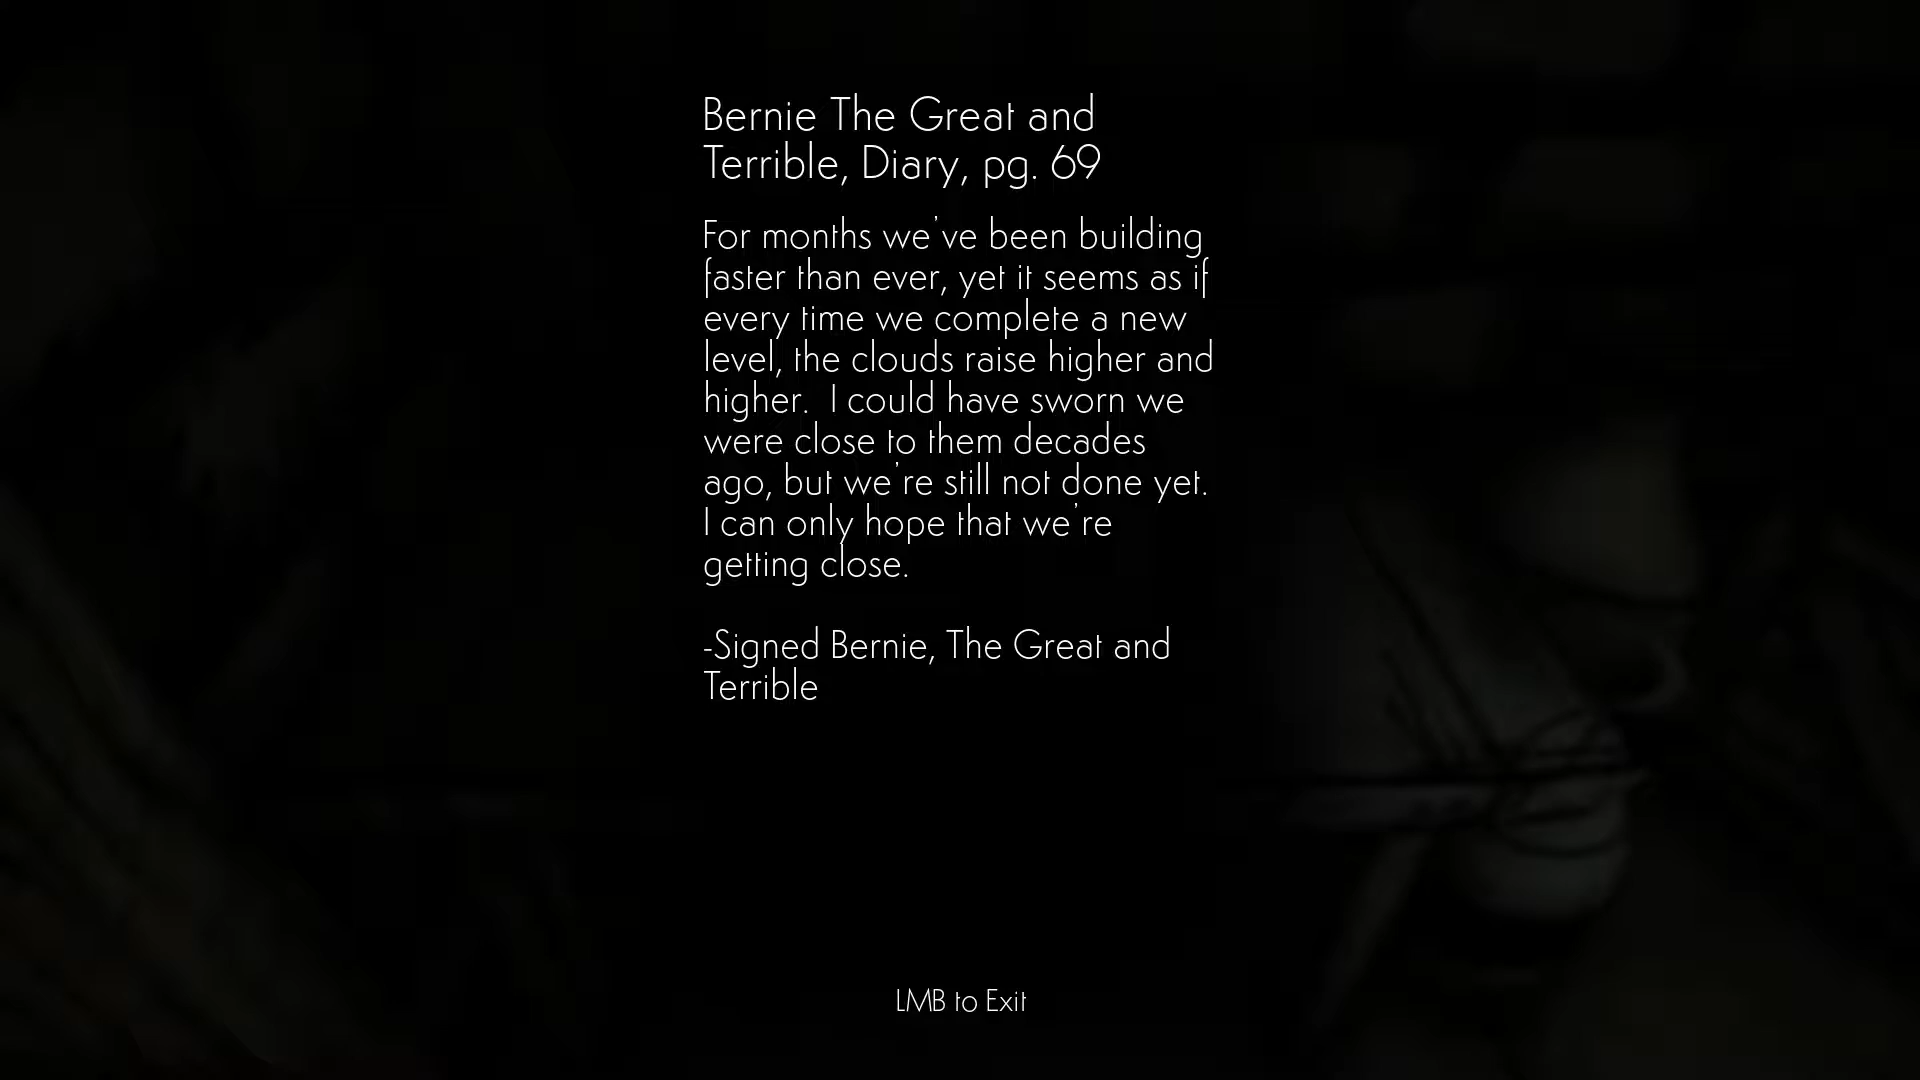 Bernie The Great and
Terrible, Diary, pg. 69
For months we've been building
faster than ever, yet it seems as if
every time we complete a new
level, the clouds raise higher and
higher.  I could have sworn we
were close to them decades
ago, but we're still not done yet.
I can only hope that we're
getting close.
-Signed Bernie, The Great and
Terrible
LMB to Exit